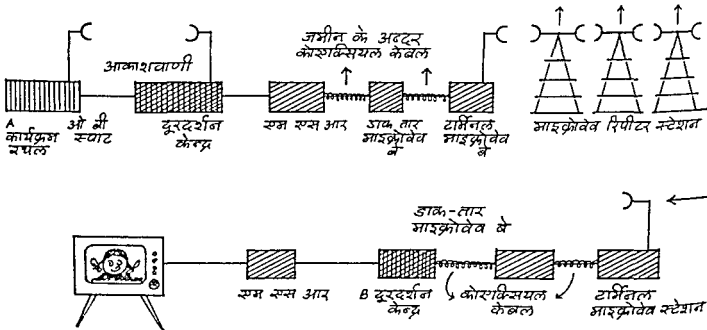 जमीन के अन्दर
कोएक्सियल केबल
आकाशवाणी
A
कार्यक्रम
स्थल
ओ बी
स्पॉट
दूरदर्शन
केन्द्र
एम एस आर
डाक तार
माइक्रोवेव
बे
टर्मिनल
माइक्रोवेव
बे
माइक्रोवेव रिपीटर स्टेशन
डाक-तार
माइक्रोवेव बे
एम एस आर
B दूरदर्शन
केन्द्र
कोएक्सियल
केबल
टर्मिनल
माइक्रोवेव स्टेशन